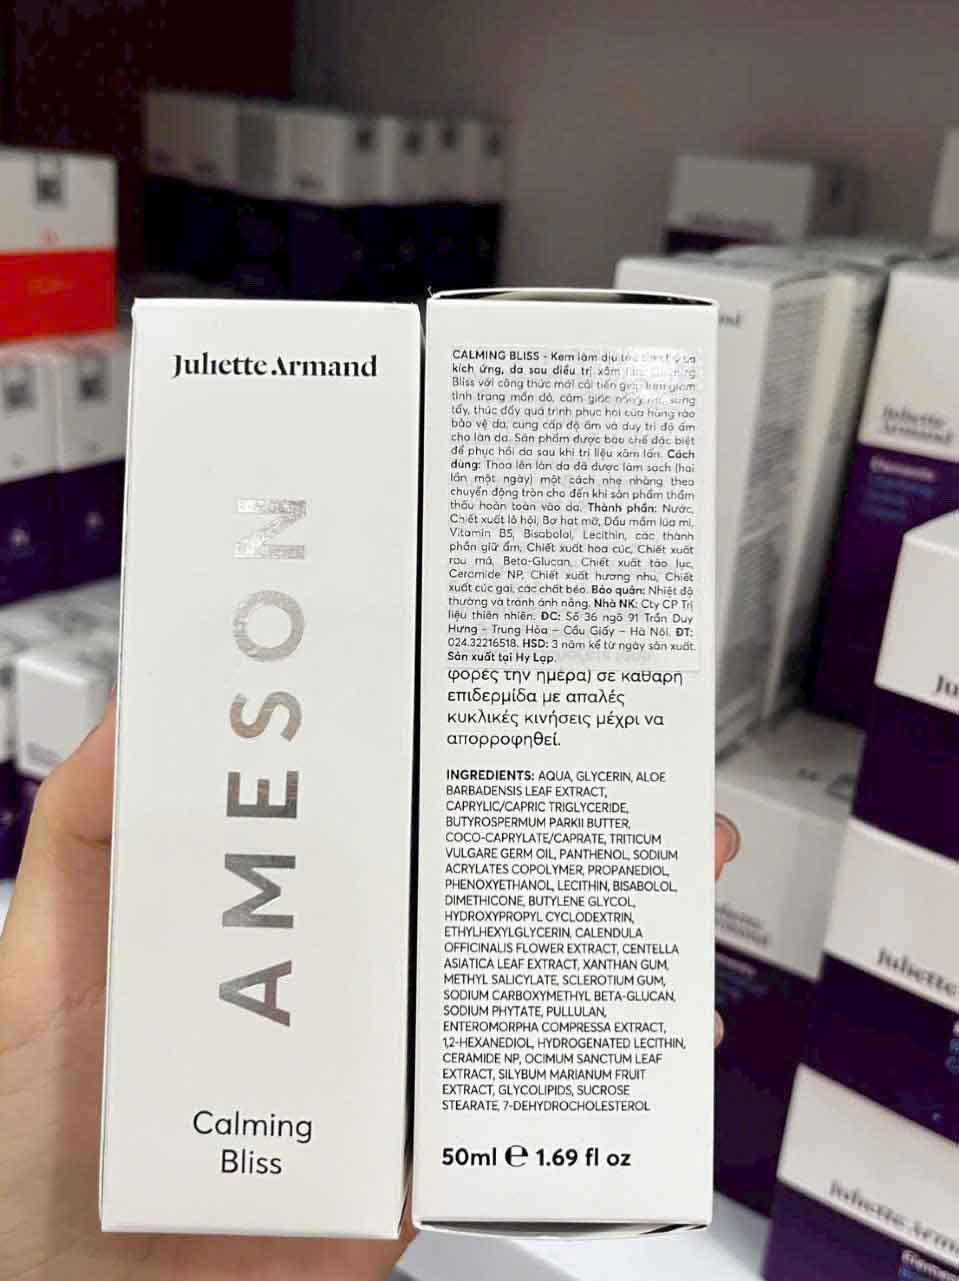 Juliette Armand
AMESON
Calming
Bliss
CALMING BLISS - Kem làm dịu
kích ứng, da sau điều trị xâm
Bliss với công thức mới cải tiến giúp làm giảm
tình trạng mẩn đỏ, cảm giác nóng sưng
tấy, thúc đẩy quá trình phục hồi của hàng rào
bảo vệ da, cung cấp độ ẩm và duy trì độ ẩm
cho làn da. Sản phẩm được bào chế đặc biệt
để phục hồi da sau khi trị liệu xâm lấn. Cách
dùng: Thoa lên làn da đã được làm sạch (hai
lần một ngày) một cách nhẹ nhàng theo
chuyển động tròn cho đến khi sản phẩm thẩm
thấu hoàn toàn vào da. Thành phần: Nước,
Chiết xuất lô hội, Bơ hạt mỡ, Dầu mầm lúa mì,
Vitamin B5, Bisabolol, Lecithin, các thành
phần giữ ẩm, Chiết xuất hoa cúc, Chiết xuất
rau má, Beta-Glucan, Chiết xuất tảo lục,
Ceramide NP, Chiết xuất hương nhu, Chiết
xuất cúc gai, các chất béo. Bảo quản: Nhiệt độ
thường và tránh ánh nắng. Nhà NK: Cty CP Trị
liệu thiên nhiên. ĐC: Số 36 ngõ 91 Trần Duy
Hưng - Trung Hòa – Cầu Giấy – Hà Nội. ĐT:
024.32216518. HSD: 3 năm kể từ ngày sản xuất.
Sản xuất tại Hy Lạp.
φορές την ημέρα) σε καθαρή
επιδερμίδα με απαλές
κυκλικές κινήσεις μέχρι να
απορροφηθεί.
INGREDIENTS: AQUA, GLYCERIN, ALOE
BARBADENSIS LEAF EXTRACT,
CAPRYLIC/CAPRIC TRIGLYCERIDE,
BUTYROSPERMUM PARKII BUTTER,
COCO-CAPRYLATE/CAPRATE, TRITICUM
VULGARE GERM OIL, PANTHENOL, SODIUM
ACRYLATES COPOLYMER, PROPANEDIOL,
PHENOXYETHANOL, LECITHIN, BISABOLOL,
DIMETHICONE, BUTYLENE GLYCOL,
HYDROXYPROPYL CYCLODEXTRIN,
ETHYLHEXYLGLYCERIN, CALENDULA
OFFICINALIS FLOWER EXTRACT, CENTELLA
ASIATICA LEAF EXTRACT, XANTHAN GUM,
METHYL SALICYLATE, SCLEROTIUM GUM,
SODIUM CARBOXYMETHYL BETA-GLUCAN,
SODIUM PHYTATE, PULLULAN,
ENTEROMORPHA COMPRESSA EXTRACT,
1,2-HEXANEDIOL, HYDROGENATED LECITHIN,
CERAMIDE NP, OCIMUM SANCTUM LEAF
EXTRACT, SILYBUM MARIANUM FRUIT
EXTRACT, GLYCOLIPIDS, SUCROSE
STEARATE, 7-DEHYDROCHOLESTEROL
50ml e 1.69 fl oz
Juliette
Armand
Juliette
Juliette Arm